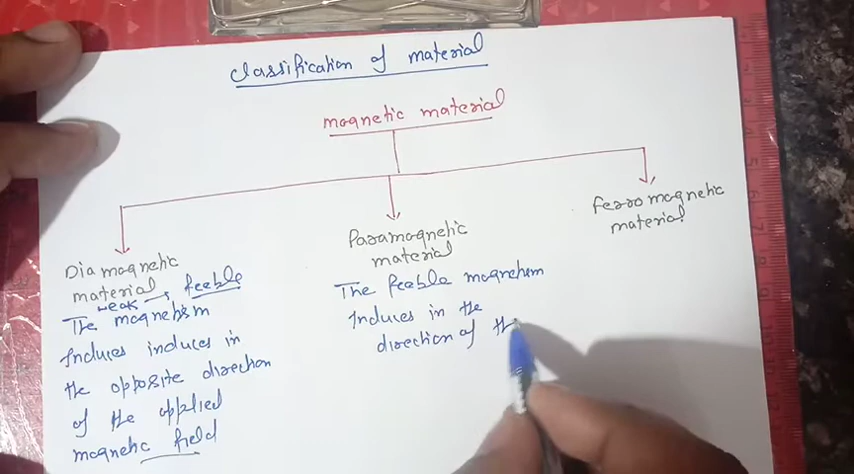 Classification of material
magnetic material
Dia magnetic
material
weak → feeble
The magnetism
Induces induces in
the opposite direction
of the applied
magnetic field
Paramagnetic
material
The feeble magnetism
Induces in the
direction of th
ferro magnetic
material